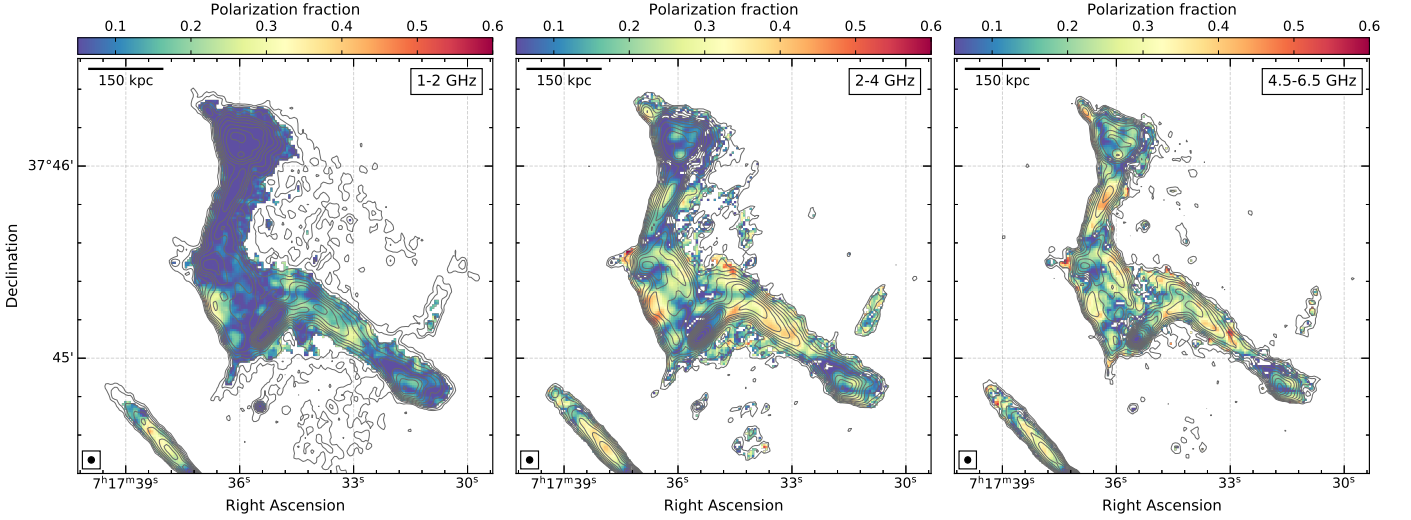 Polarization fraction Polarization fraction Polarization fraction
0.1 0.2 0.3 0.4 0.5 0.6 0.1 0.2 0.3 0.4 0.5 0.6 0.1 0.2 0.3 0.4 0.5 0.6
150 kpc 1-2 GHz 150 kpc 2-4 GHz 150 kpc 4.5-6.5 GHz
37°46'
Declination
45'
7ʰ17ᵐ39ˢ 36ˢ 33ˢ 30ˢ 7ʰ17ᵐ39ˢ 36ˢ 33ˢ 30ˢ 7ʰ17ᵐ39ˢ 36ˢ 33ˢ 30ˢ
Right Ascension Right Ascension Right Ascension